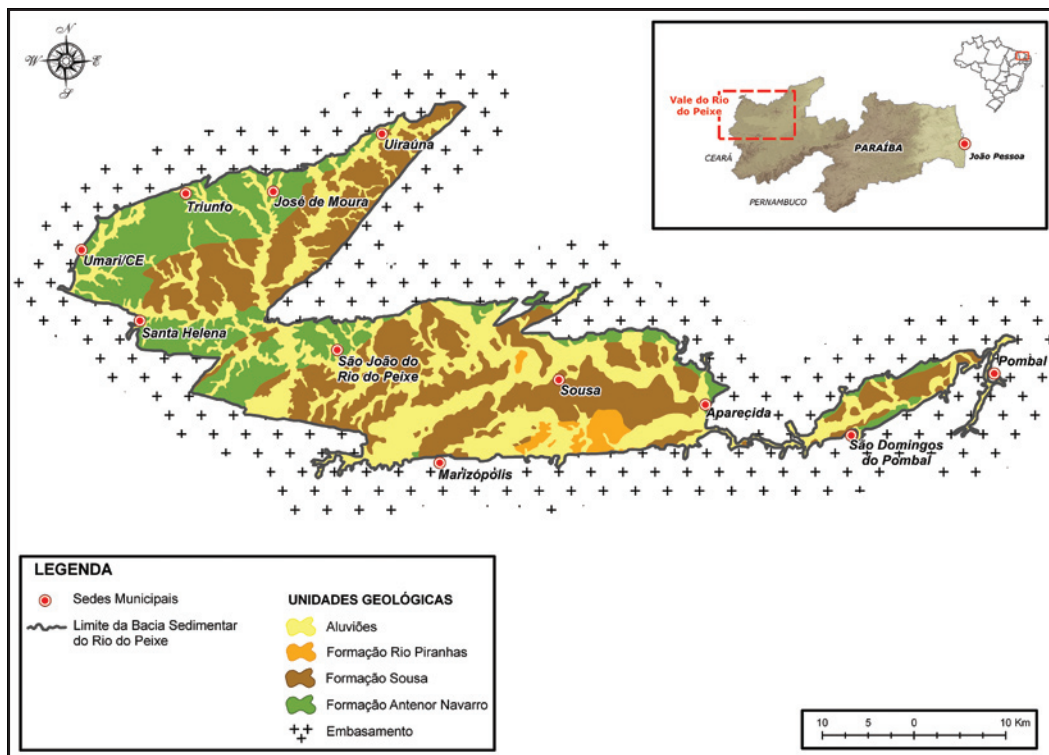 N
W
E
S
Vale do Rio
do Peixe
CEARÁ
PARAÍBA
João Pessoa
PERNAMBUCO
Uiraúna
Triunfo
José de Moura
Umari/CE
Santa Helena
São João do
Rio do Peixe
Sousa
Aparecida
Pombal
São Domingos
do Pombal
Marizópolis
LEGENDA
Sedes Municipais
Limite da Bacia Sedimentar
do Rio do Peixe
UNIDADES GEOLÓGICAS
Aluviões
Formação Rio Piranhas
Formação Sousa
Formação Antenor Navarro
Embasamento
10 5 0 10 Km